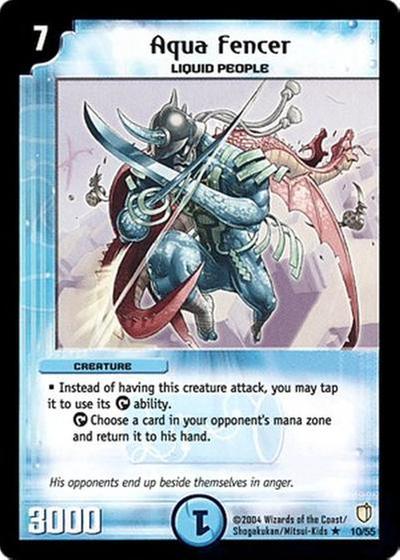 7
Aqua Fencer
LIQUID PEOPLE
CREATURE
▪ Instead of having this creature attack, you may tap
it to use its ability.
Choose a card in your opponent's mana zone
and return it to his hand.
His opponents end up beside themselves in anger.
3000
1
©2004 Wizards of the Coast/
Shogakukan/Mitsui-Kids ★ 10/55